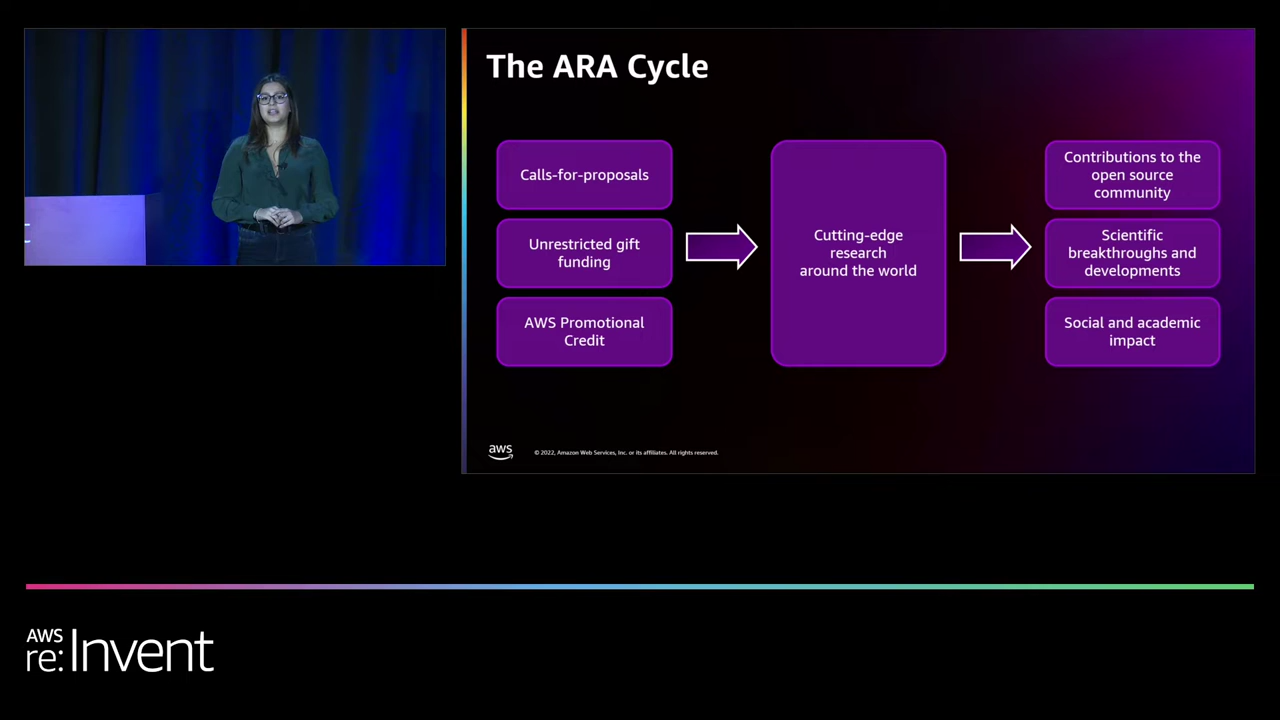 The ARA Cycle
Calls-for-proposals
Unrestricted gift
funding
AWS Promotional
Credit
Cutting-edge
research
around the world
Contributions to the
open source
community
Scientific
breakthroughs and
developments
Social and academic
impact
aws
© 2022, Amazon Web Services, Inc. or its affiliates. All rights reserved.
AWS
re:Invent